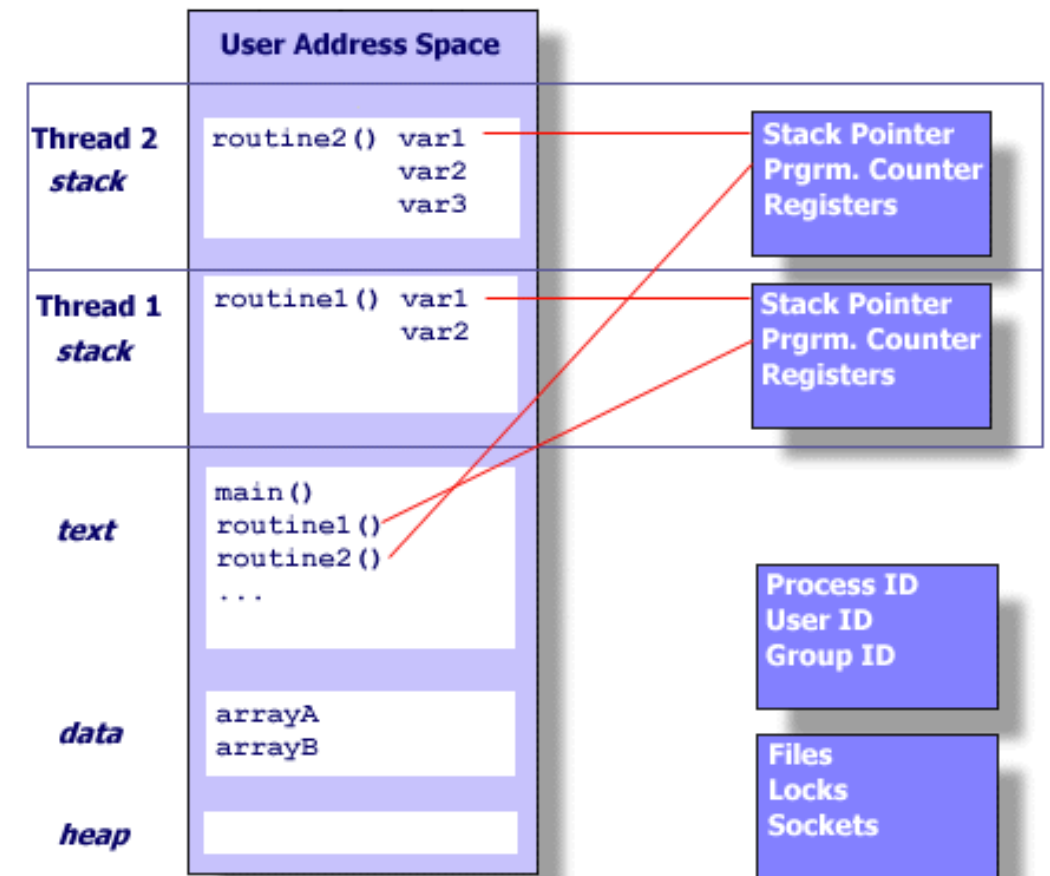 User Address Space
Thread 2
stack
routine2() var1
var2
var3
Stack Pointer
Prgrm. Counter
Registers
Thread 1
stack
routine1() var1
var2
Stack Pointer
Prgrm. Counter
Registers
text
main()
routine1()
routine2()
...
Process ID
User ID
Group ID
data
arrayA
arrayB
Files
Locks
Sockets
heap